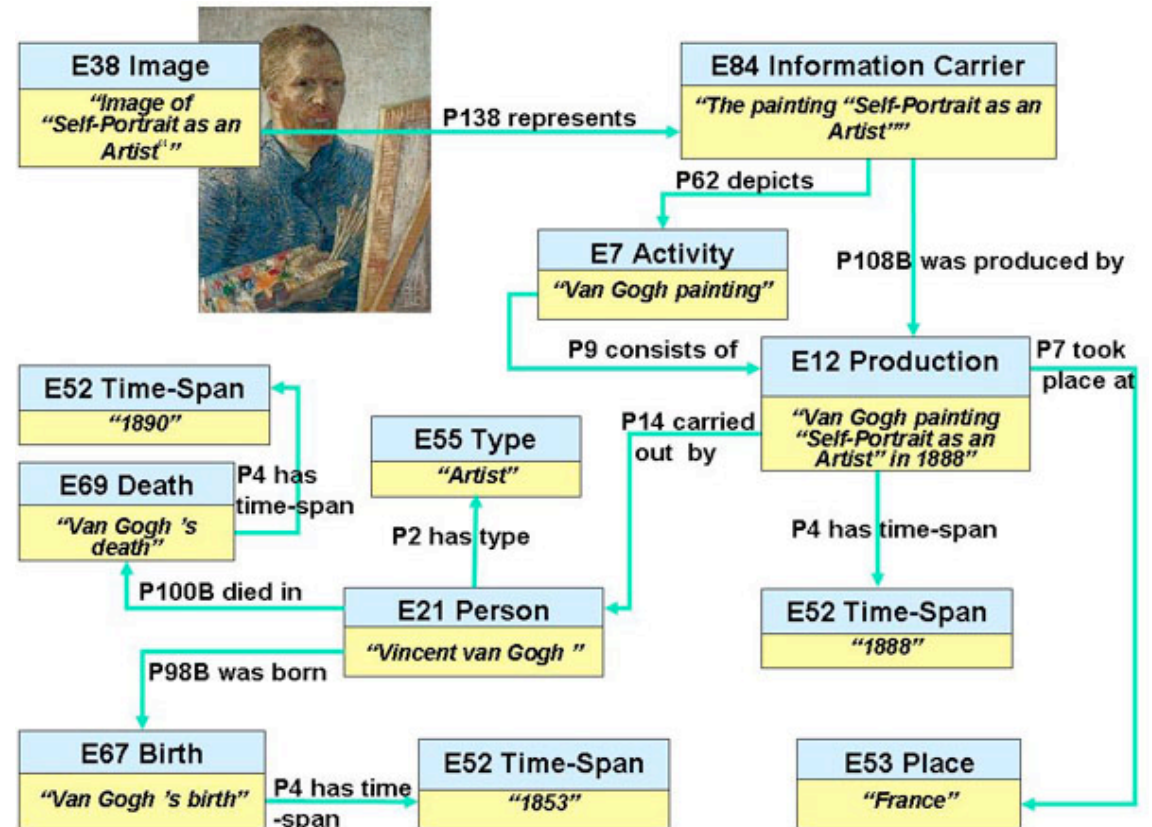 E38 Image
“Image of
“Self-Portrait as an
Artist“”
P138 represents
E84 Information Carrier
“The painting “Self-Portrait as an
Artist””
P62 depicts
E7 Activity
“Van Gogh painting”
P108B was produced by
P9 consists of
E12 Production
“Van Gogh painting
“Self-Portrait as an
Artist” in 1888”
P7 took
place at
E52 Time-Span
“1890”
P14 carried
out by
E55 Type
“Artist”
E69 Death
“Van Gogh ’s
death”
P4 has
time-span
P2 has type
P4 has time-span
P100B died in
E21 Person
“Vincent van Gogh ”
E52 Time-Span
“1888”
P98B was born
E67 Birth
“Van Gogh ’s birth”
P4 has time
-span
E52 Time-Span
“1853”
E53 Place
“France”